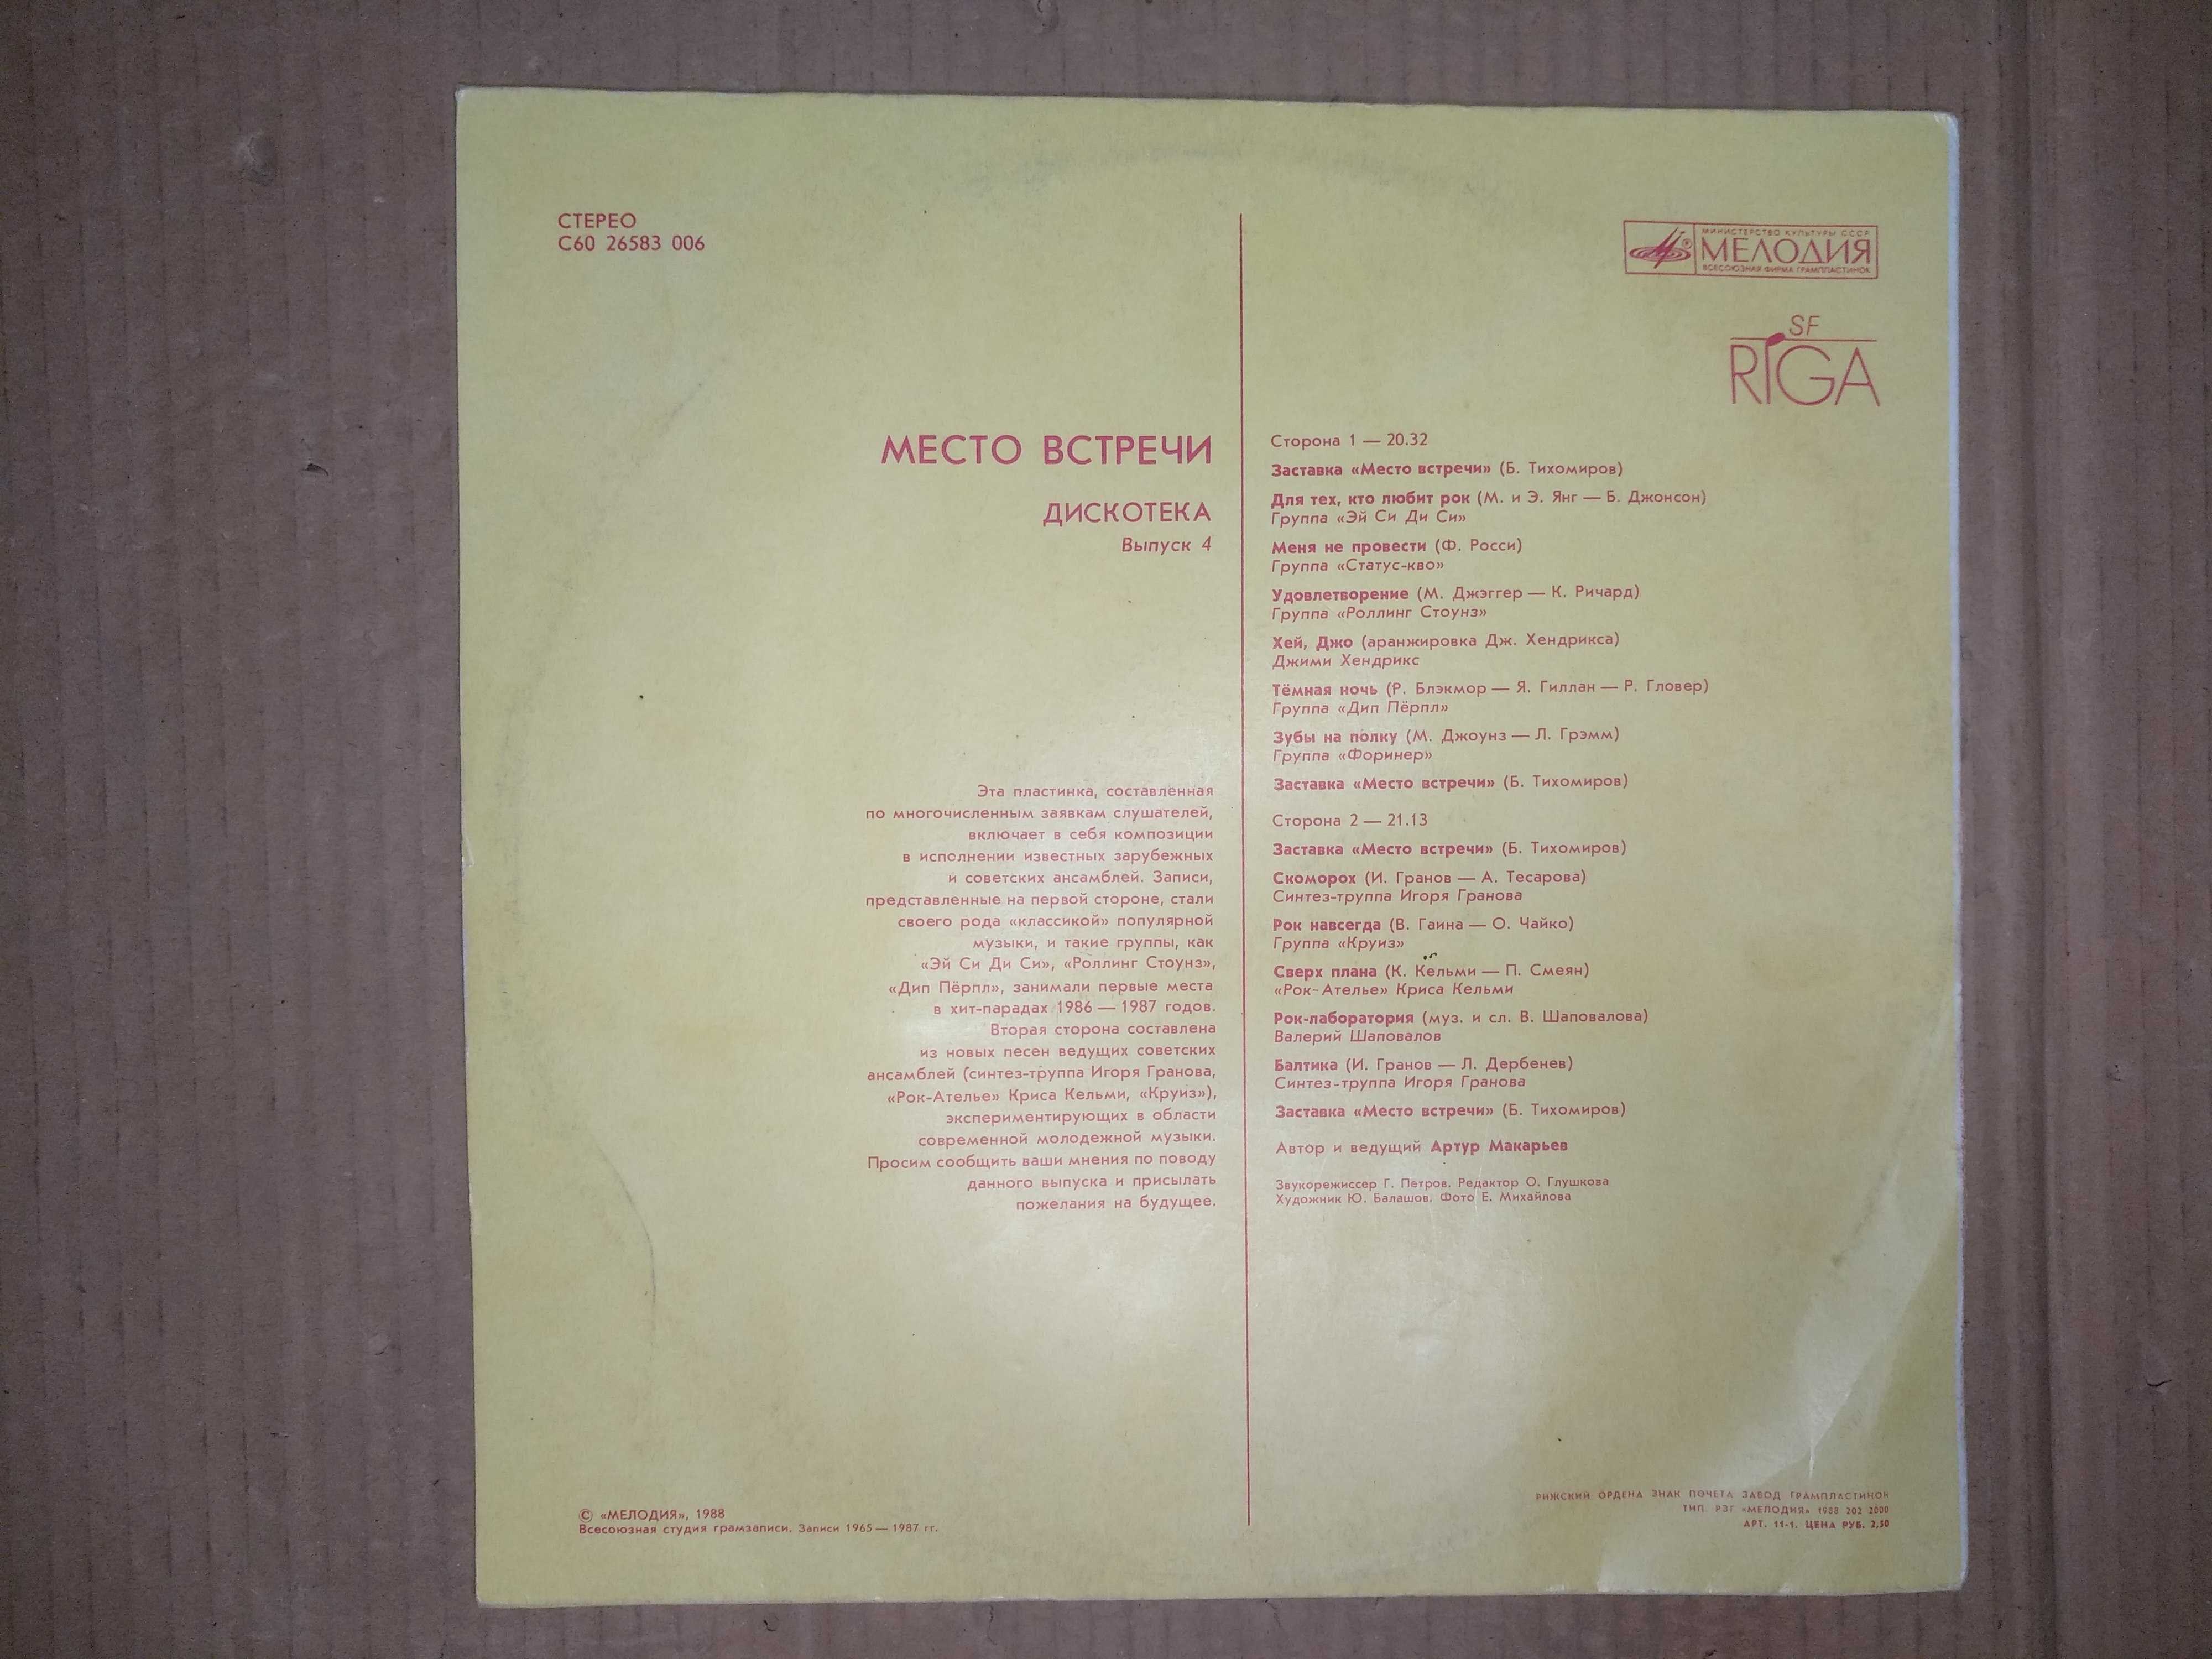 СТЕРЕО
С60 26583 006
МИНИСТЕРСТВО КУЛЬТУРЫ СССР
МЕЛОДИЯ
ВСЕСОЮЗНАЯ ФИРМА ГРАМПЛАСТИНОК
SF
RIGA
МЕСТО ВСТРЕЧИ
ДИСКОТЕКА
Выпуск 4
Эта пластинка, составленная
по многочисленным заявкам слушателей,
включает в себя композиции
в исполнении известных зарубежных
и советских ансамблей. Записи,
представленные на первой стороне, стали
своего рода «классикой» популярной
музыки, и такие группы, как
«Эй Си Ди Си», «Роллинг Стоунз»,
«Дип Пёрпл», занимали первые места
в хит-парадах 1986 — 1987 годов.
Вторая сторона составлена
из новых песен ведущих советских
ансамблей (синтез-труппа Игоря Гранова,
«Рок-Ателье» Криса Кельми, «Круиз»),
экспериментирующих в области
современной молодежной музыки.
Просим сообщить ваши мнения по поводу
данного выпуска и присылать
пожелания на будущее.
Сторона 1 — 20.32
Заставка «Место встречи» (Б. Тихомиров)
Для тех, кто любит рок (М. и Э. Янг — Б. Джонсон)
Группа «Эй Си Ди Си»
Меня не провести (Ф. Росси)
Группа «Статус-кво»
Удовлетворение (М. Джэггер — К. Ричард)
Группа «Роллинг Стоунз»
Хей, Джо (аранжировка Дж. Хендрикса)
Джими Хендрикс
Тёмная ночь (Р. Блэкмор — Я. Гиллан — Р. Гловер)
Группа «Дип Пёрпл»
Зубы на полку (М. Джоунз — Л. Грэмм)
Группа «Форинер»
Заставка «Место встречи» (Б. Тихомиров)
Сторона 2 — 21.13
Заставка «Место встречи» (Б. Тихомиров)
Скоморох (И. Гранов — А. Тесарова)
Синтез-труппа Игоря Гранова
Рок навсегда (В. Гаина — О. Чайко)
Группа «Круиз»
Сверх плана (К. Кельми — П. Смеян)
«Рок-Ателье» Криса Кельми
Рок-лаборатория (муз. и сл. В. Шаповалова)
Валерий Шаповалов
Балтика (И. Гранов — Л. Дербенев)
Синтез-труппа Игоря Гранова
Заставка «Место встречи» (Б. Тихомиров)
Автор и ведущий Артур Макарьев
Звукорежиссер Г. Петров. Редактор О. Глушкова
Художник Ю. Балашов. Фото Е. Михайлова
© «МЕЛОДИЯ», 1988
Всесоюзная студия грамзаписи. Записи 1965 — 1987 гг.
РИЖСКИЙ ОРДЕНА ЗНАК ПОЧЕТА ЗАВОД ГРАМПЛАСТИНОК
ТИП. РЗГ «МЕЛОДИЯ» 1988 202 2000
АРТ. 11-1. ЦЕНА РУБ. 2,50